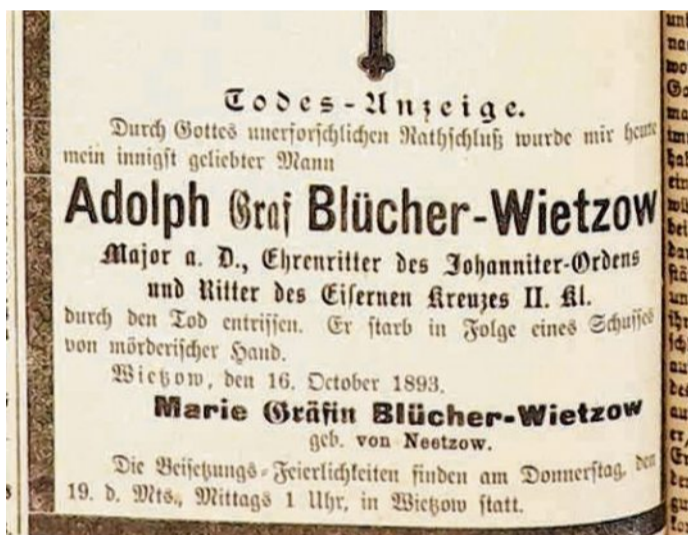 Todes-Anzeige.
Durch Gottes unerforschlichen Rathschluß wurde mir heute
mein innigst geliebter Mann
Adolph Graf Blücher-Wietzow
Major a. D., Ehrenritter des Johanniter-Ordens
und Ritter des Eisernen Kreuzes II. Kl.
durch den Tod entrissen. Er starb in Folge eines Schusses
von mörderischer Hand.
Wietzow, den 16. October 1893.
Marie Gräfin Blücher-Wietzow
geb. von Neetzow.
Die Beisetzungs-Feierlichkeiten finden am Donnerstag, den
19. d. Mts., Mittags 1 Uhr, in Wietzow statt.